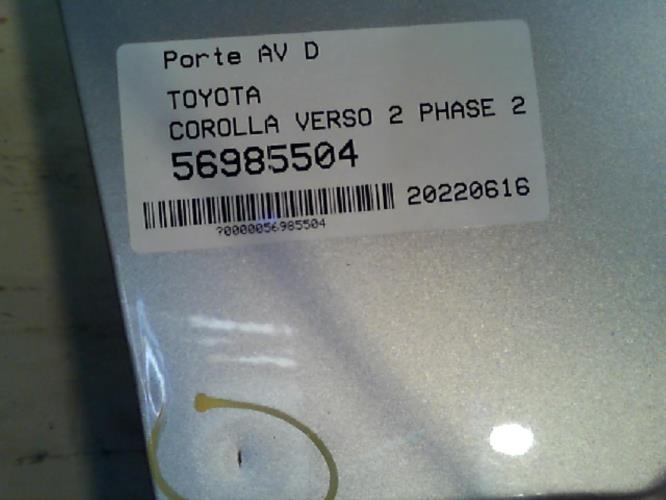 Porte AV D
TOYOTA
COROLLA VERSO 2 PHASE 2
56985504
20220616
?0000056985504